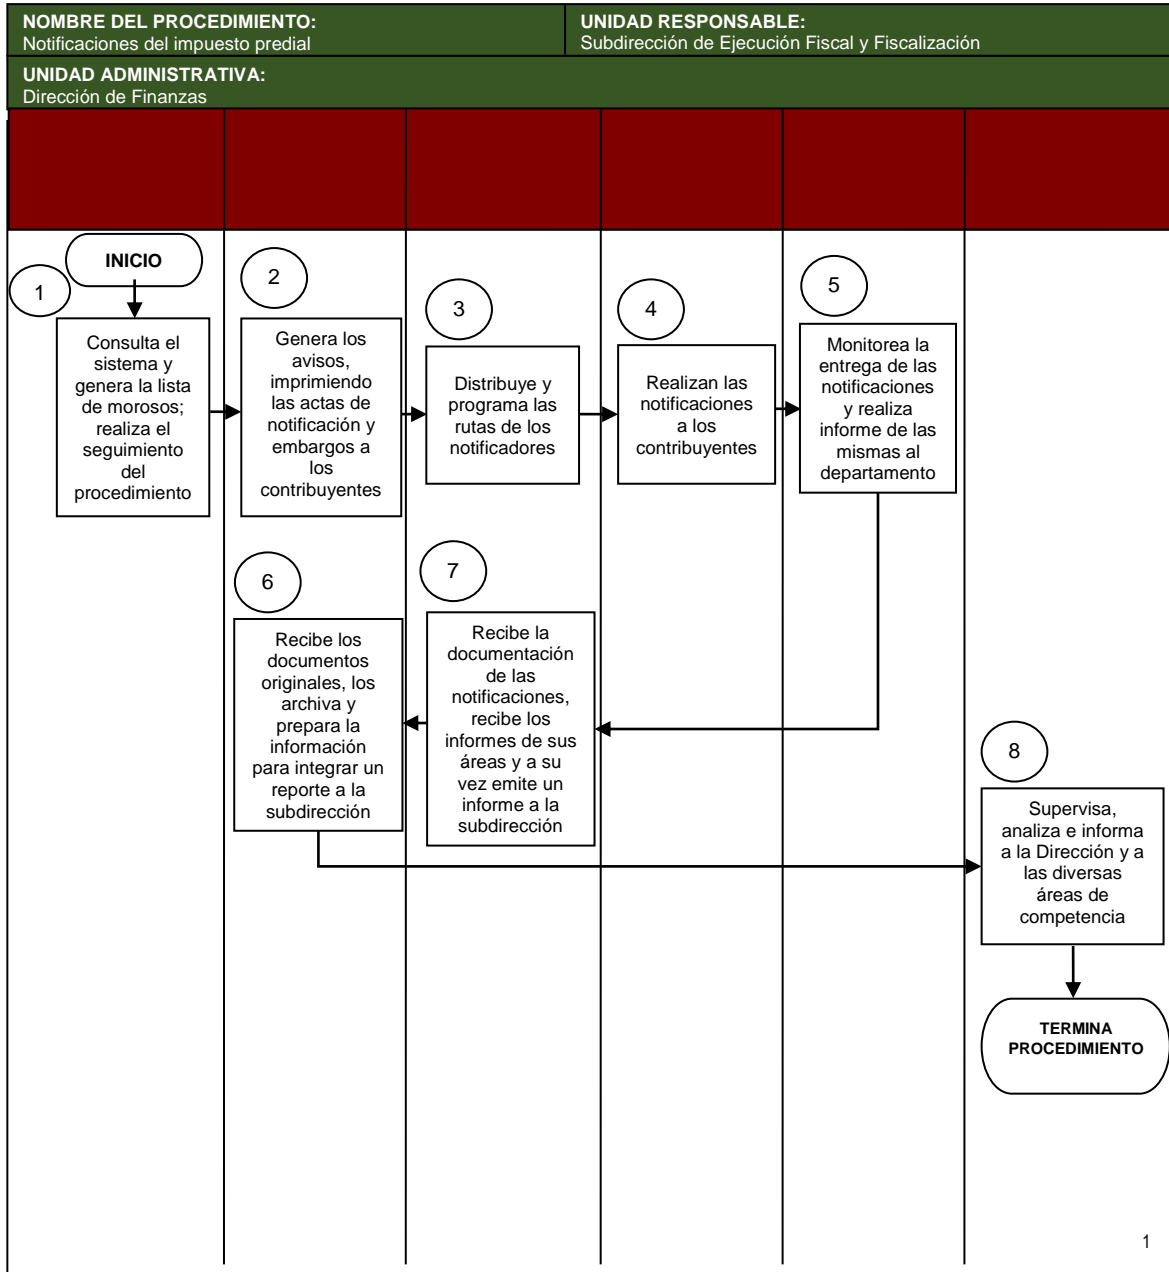 NOMBRE DEL PROCEDIMIENTO:
Notificaciones del impuesto predial
UNIDAD RESPONSABLE:
Subdirección de Ejecución Fiscal y Fiscalización
UNIDAD ADMINISTRATIVA:
Dirección de Finanzas
INICIO
1
Consulta el
sistema y
genera la lista
de morosos;
realiza el
seguimiento
del
procedimiento
2
Genera los
avisos,
imprimiendo
las actas de
notificación y
embargos a
los
contribuyentes
3
Distribuye y
programa las
rutas de los
notificadores
4
Realizan las
notificaciones
a los
contribuyentes
5
Monitorea la
entrega de las
notificaciones
y realiza
informe de las
mismas al
departamento
6
Recibe los
documentos
originales, los
archiva y
prepara la
información
para integrar un
reporte a la
subdirección
7
Recibe la
documentación
de las
notificaciones,
recibe los
informes de sus
áreas y a su
vez emite un
informe a la
subdirección
8
Supervisa,
analiza e informa
a la Dirección y a
las diversas
áreas de
competencia
TERMINA
PROCEDIMIENTO
1